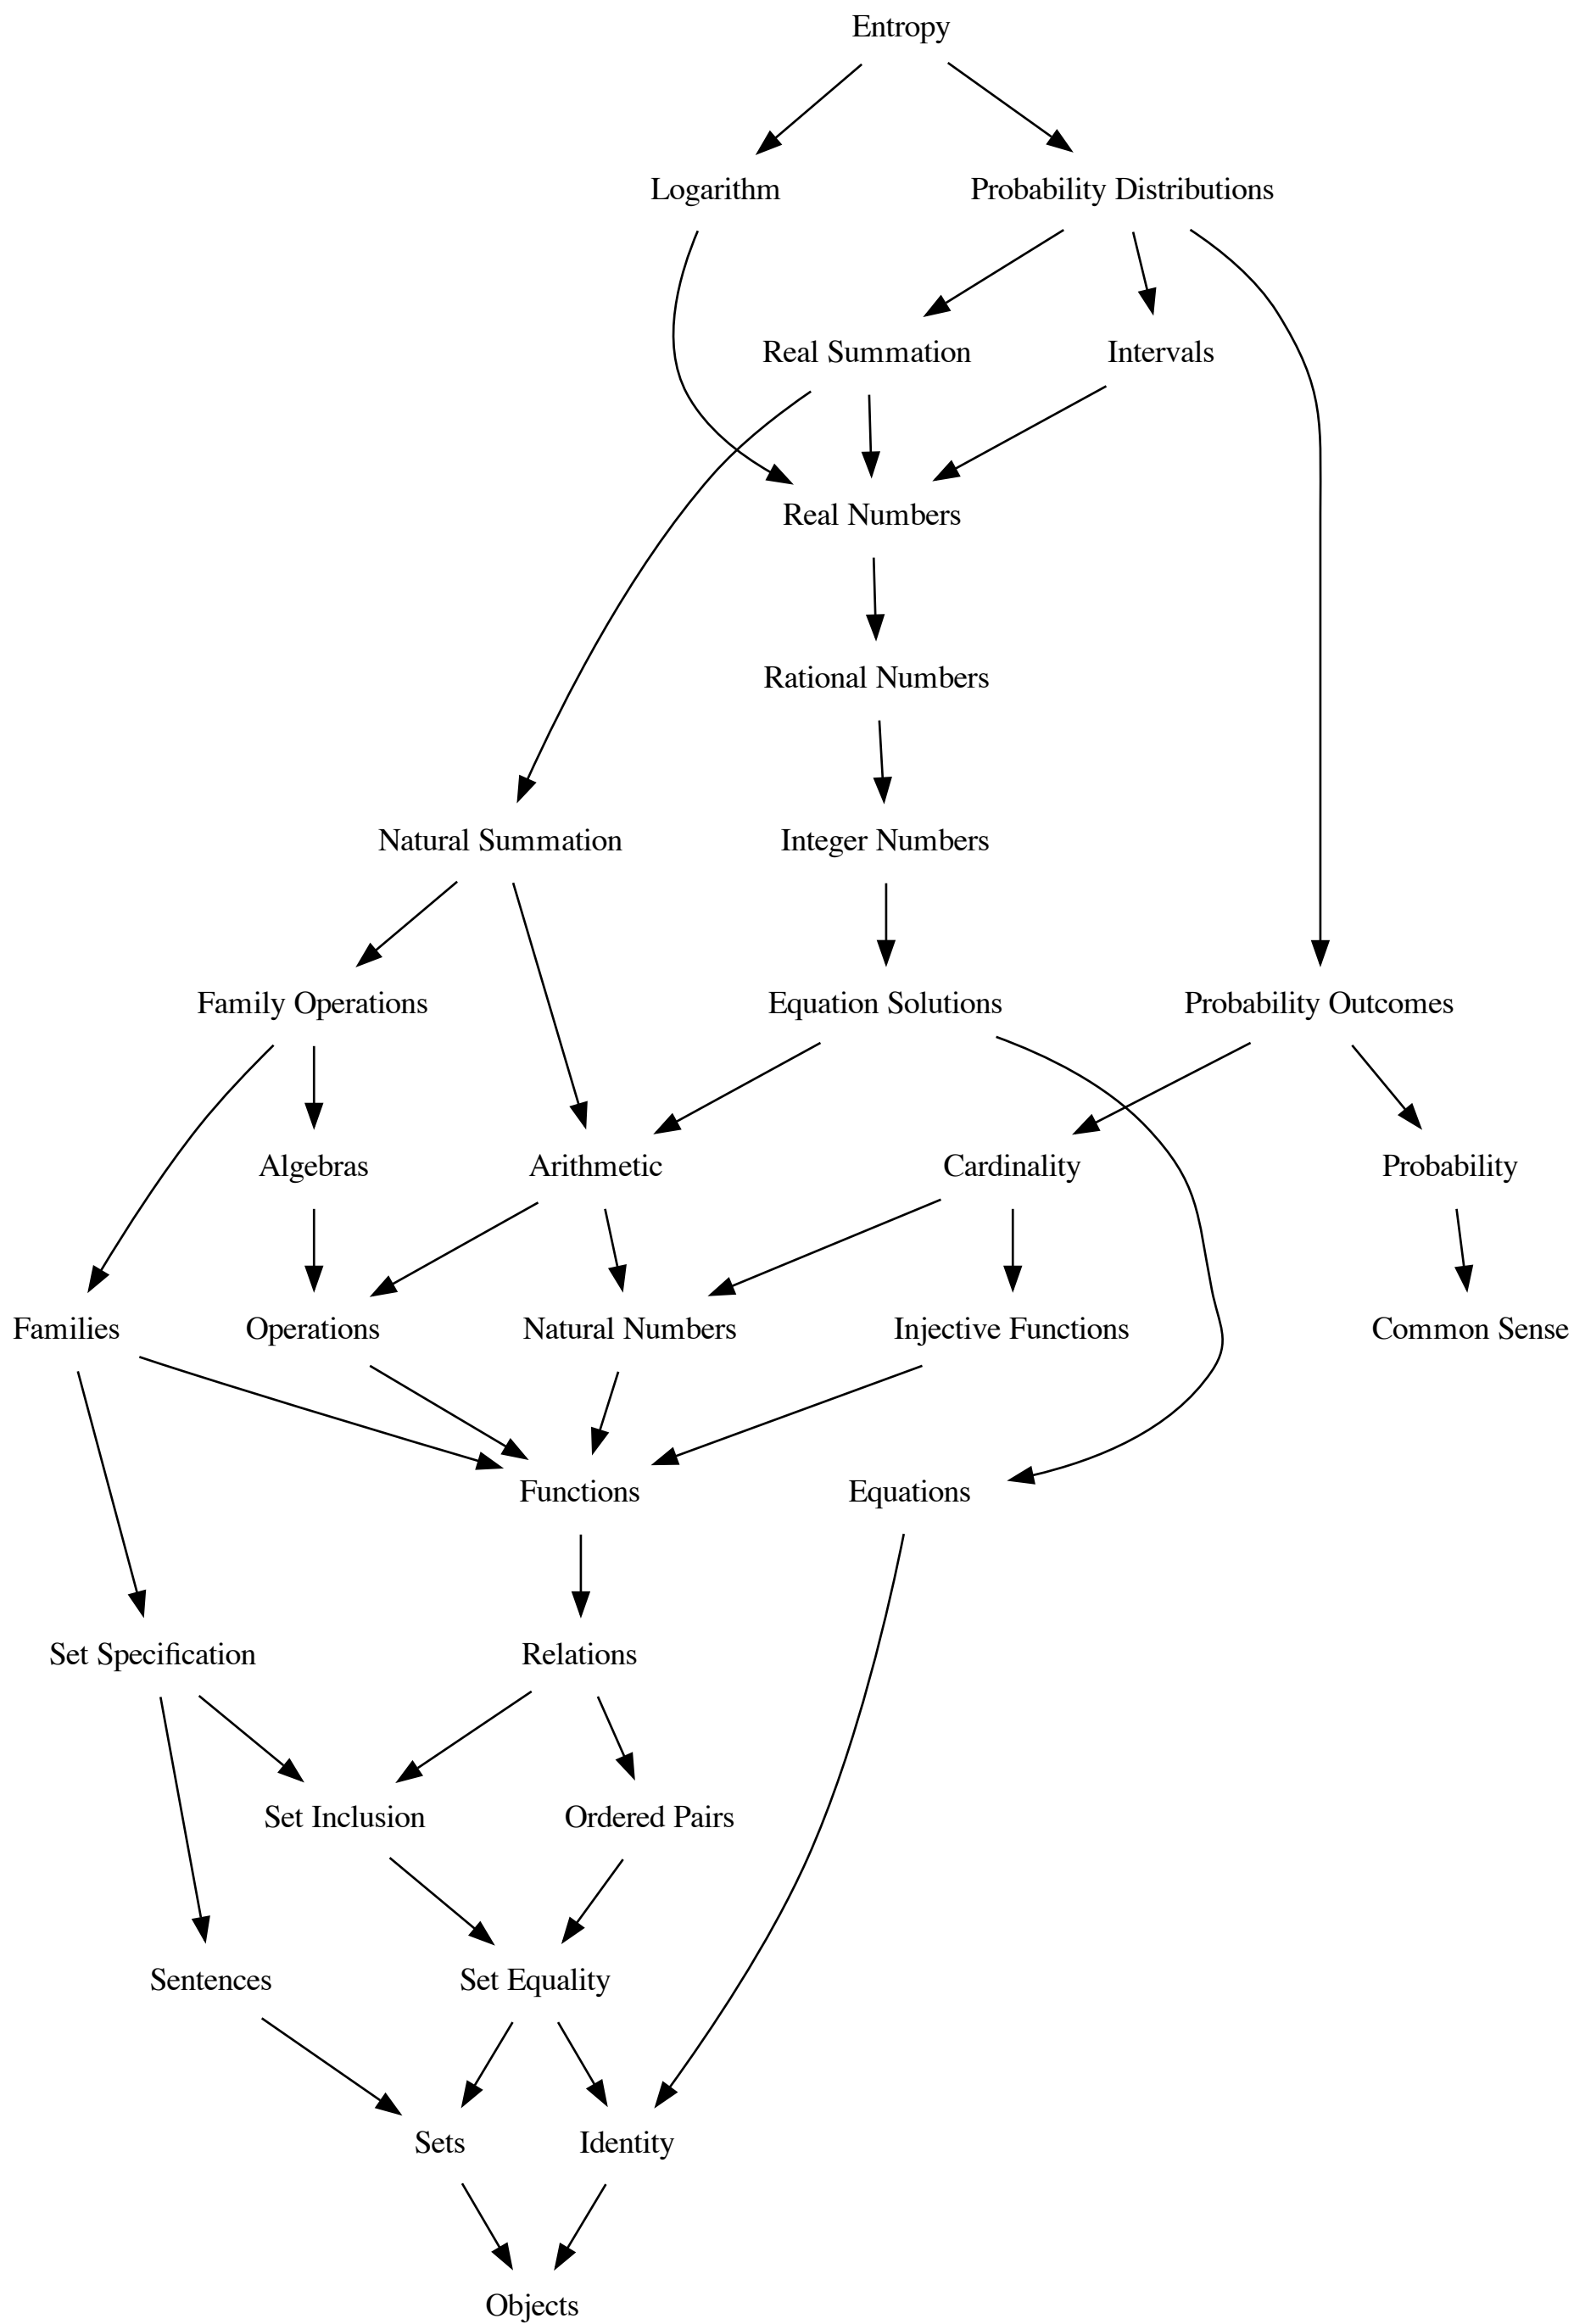 Entropy
Logarithm
Probability Distributions
Real Summation
Intervals
Real Numbers
Rational Numbers
Natural Summation
Integer Numbers
Family Operations
Equation Solutions
Probability Outcomes
Algebras
Arithmetic
Cardinality
Probability
Families
Operations
Natural Numbers
Injective Functions
Common Sense
Functions
Equations
Set Specification
Relations
Set Inclusion
Ordered Pairs
Sentences
Set Equality
Sets
Identity
Objects